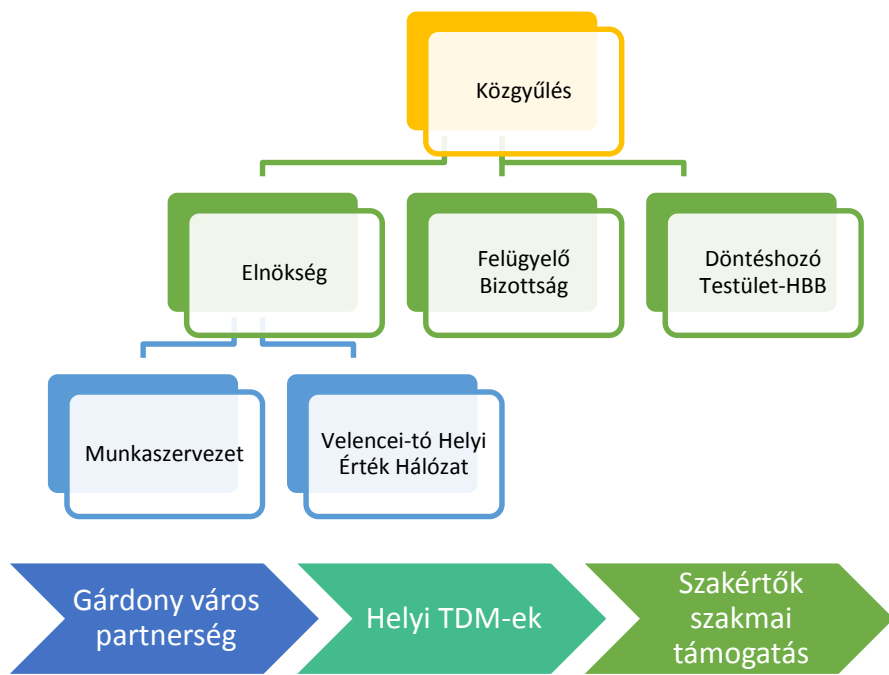 Közgyűlés
Elnökség
Felügyelő
Bizottság
Döntéshozó
Testület-HBB
Munkaszervezet
Velencei-tó Helyi
Érték Hálózat
Gárdony város
partnerség
Helyi TDM-ek
Szakértők
szakmai
támogatás